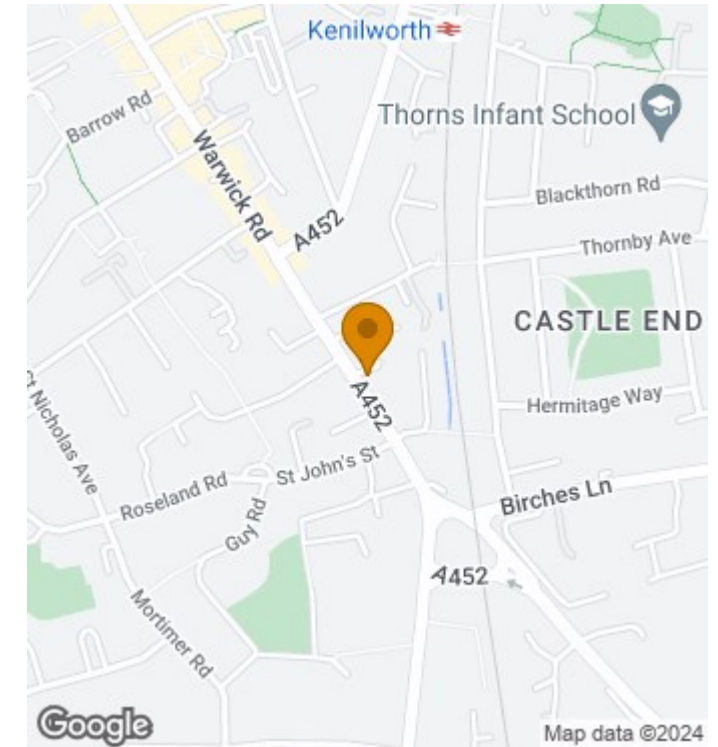 Kenilworth
Barrow Rd
Thorns Infant School
Warwick Rd
Blackthorn Rd
A452
Thornby Ave
CASTLE END
A452
Hermitage Way
St Nicholas Ave
St John's St
Roseland Rd
Birches Ln
Guy Rd
A452
Mortimer Rd
Google
Map data ©2024